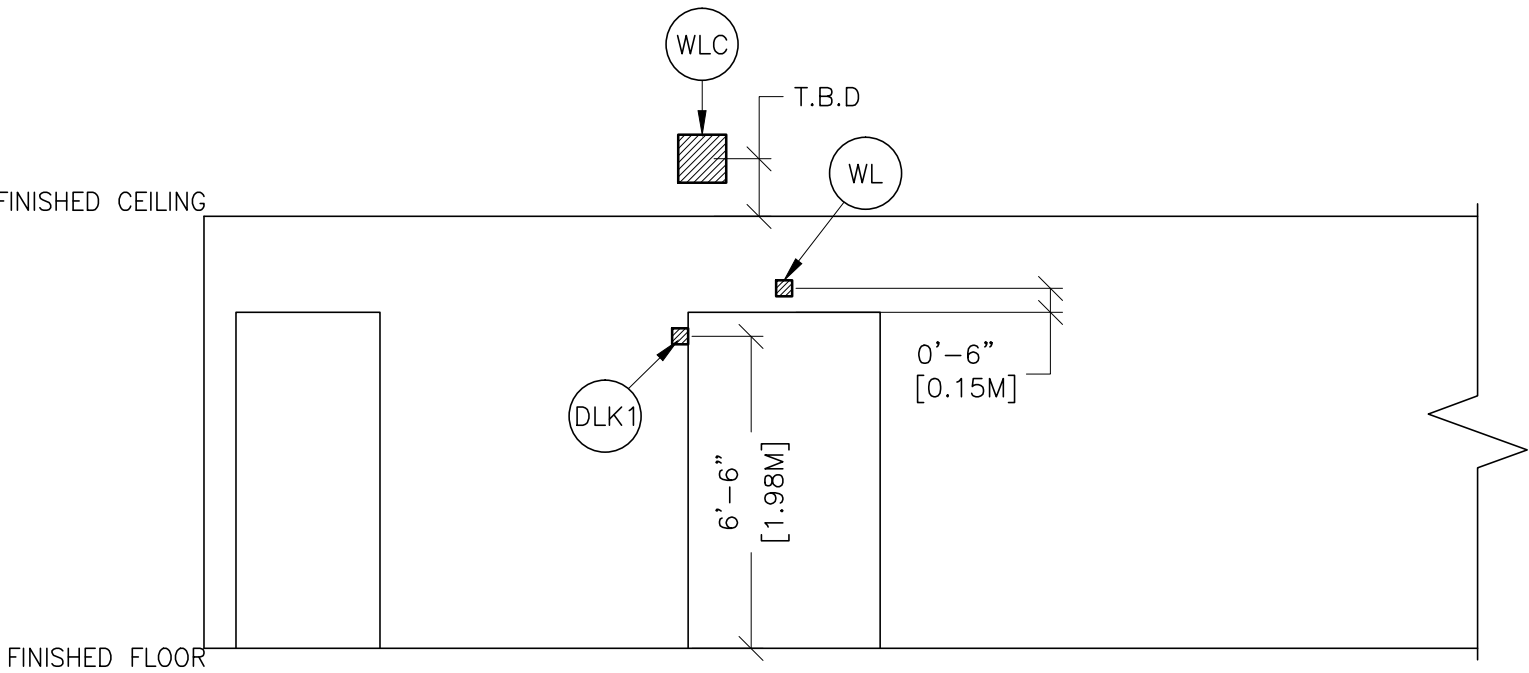 WLC
T.B.D
WL
FINISHED CEILING
0'-6"
[0.15M]
DLK1
6'-6"
[1.98M]
FINISHED FLOOR